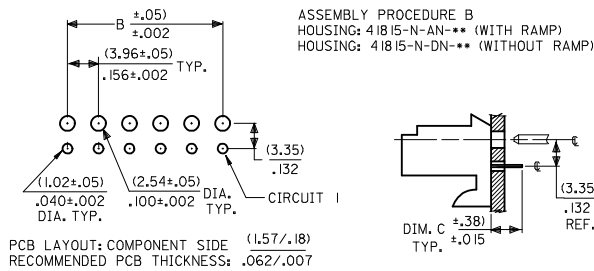 B (±.05)
±.002
(3.96±.05)
.156±.002 TYP.
(3.35)
.132
(1.02±.05)
.040±.002
DIA. TYP.
(2.54±.05)
.100±.002
DIA.
TYP.
CIRCUIT 1
PCB LAYOUT: COMPONENT SIDE (1.57/.18)
RECOMMENDED PCB THICKNESS: .062/.007
ASSEMBLY PROCEDURE B
HOUSING: 41815-N-AN-** (WITH RAMP)
HOUSING: 41815-N-DN-** (WITHOUT RAMP)
℄
℄
(3.35
.132
REF.
DIM. C (±.38)
TYP. ±.015